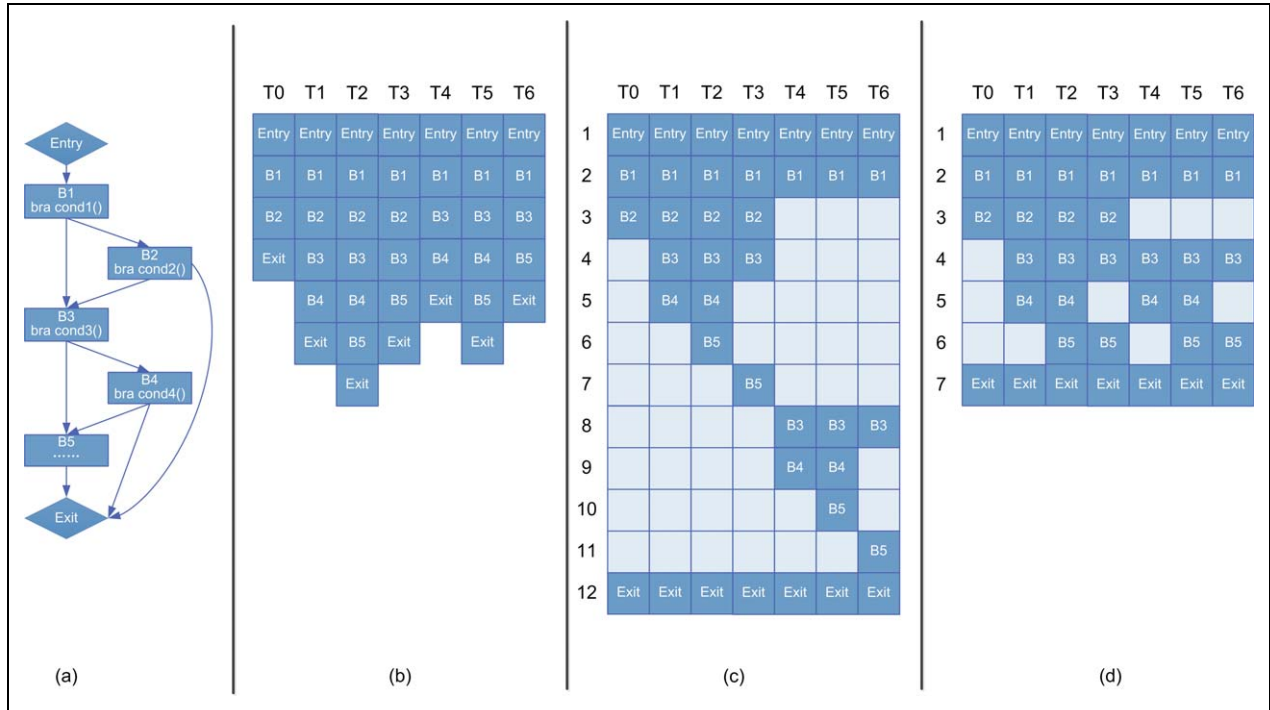 Entry
B1
bra cond1()
B2
bra cond2()
B3
bra cond3()
B4
bra cond4()
B5
......
Exit
(a)
T0 T1 T2 T3 T4 T5 T6
Entry Entry Entry Entry Entry Entry Entry
B1 B1 B1 B1 B1 B1 B1
B2 B2 B2 B2 B3 B3 B3
Exit B3 B3 B3 B4 B4 B5
B4 B4 B5 Exit B5 Exit
Exit B5 Exit Exit
Exit
(b)
T0 T1 T2 T3 T4 T5 T6
1 Entry Entry Entry Entry Entry Entry Entry
2 B1 B1 B1 B1 B1 B1 B1
3 B2 B2 B2 B2
4 B3 B3 B3
5 B4 B4
6 B5
7 B5
8 B3 B3 B3
9 B4 B4
10 B5
11 B5
12 Exit Exit Exit Exit Exit Exit Exit
(c)
T0 T1 T2 T3 T4 T5 T6
1 Entry Entry Entry Entry Entry Entry Entry
2 B1 B1 B1 B1 B1 B1 B1
3 B2 B2 B2 B2
4 B3 B3 B3 B3 B3 B3
5 B4 B4 B4 B4
6 B5 B5 B5 B5
7 Exit Exit Exit Exit Exit Exit Exit
(d)